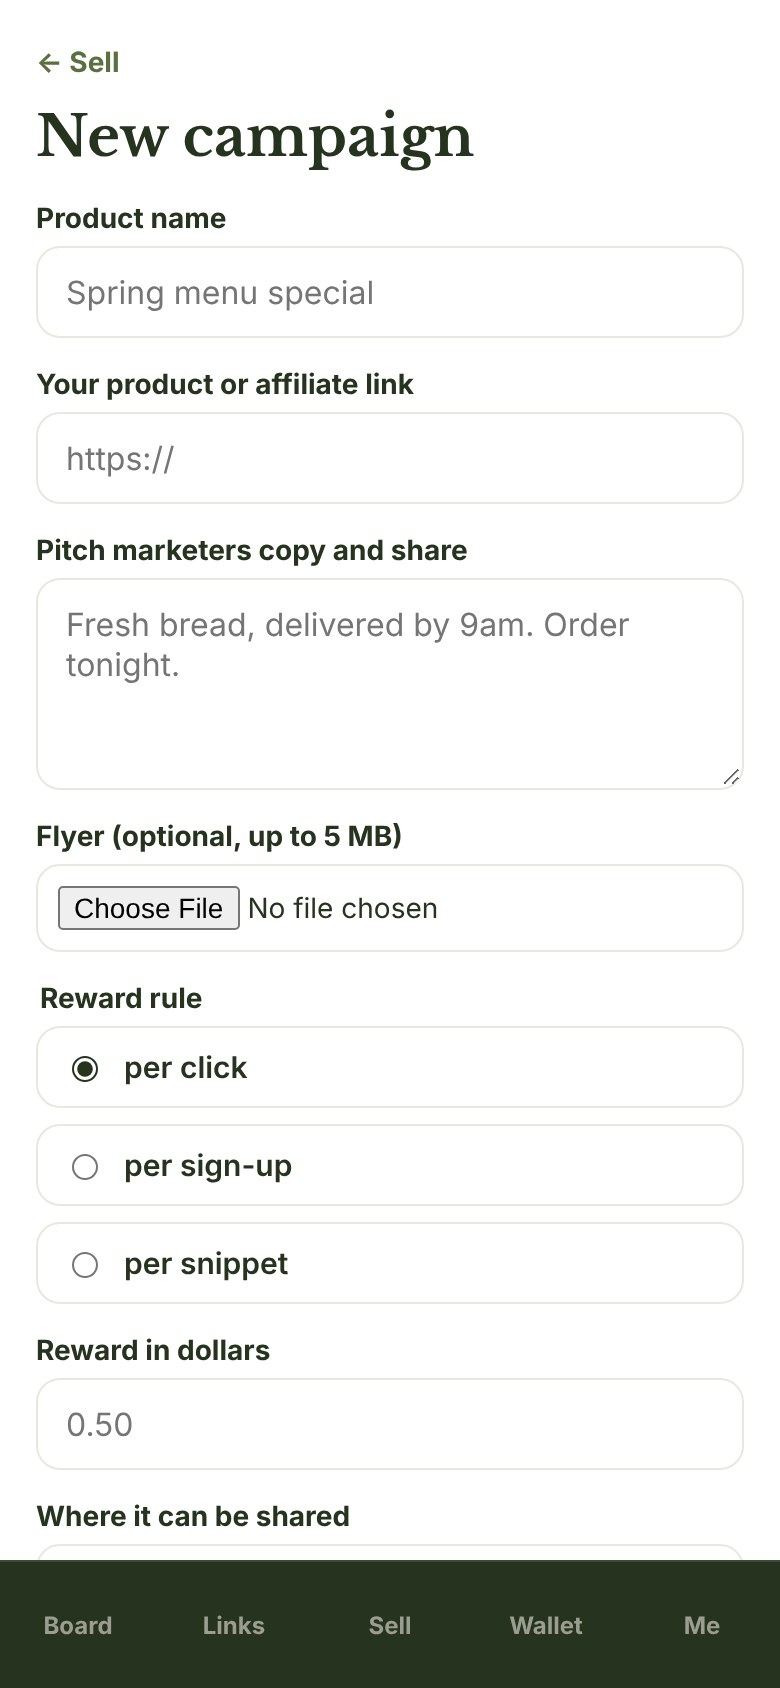 ← Sell
New campaign
Product name
Spring menu special
Your product or affiliate link
https://
Pitch marketers copy and share
Fresh bread, delivered by 9am. Order
tonight.
Flyer (optional, up to 5 MB)
Choose File No file chosen
Reward rule
per click
per sign-up
per snippet
Reward in dollars
0.50
Where it can be shared
Board Links Sell Wallet Me